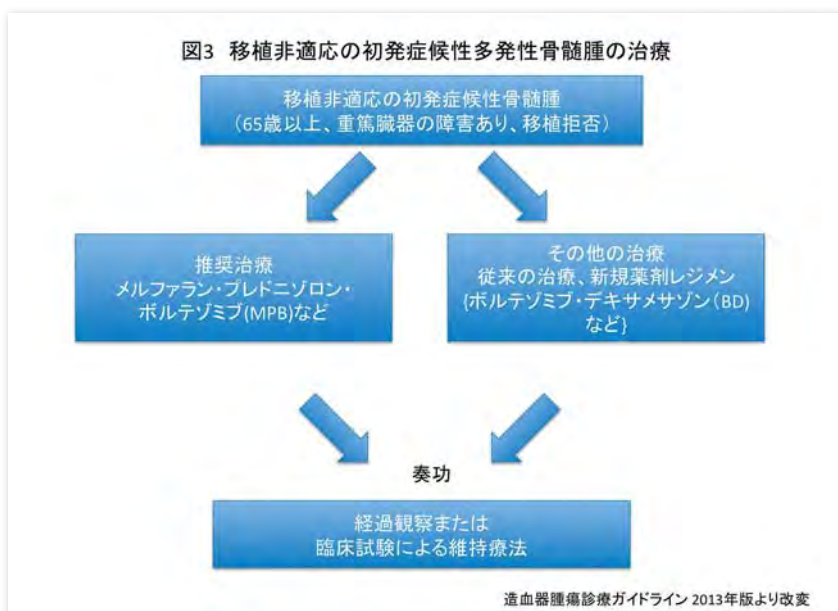 図3 移植非適応の初発症候性多発性骨髄腫の治療
移植非適応の初発症候性骨髄腫
（65歳以上、重篤臓器の障害あり、移植拒否）
推奨治療
メルファラン・プレドニゾロン・
ボルテゾミブ(MPB)など
その他の治療
従来の治療、新規薬剤レジメン
{ボルテゾミブ・デキサメサゾン（BD）
など}
奏功
経過観察または
臨床試験による維持療法
造血器腫瘍診療ガイドライン 2013年版より改変